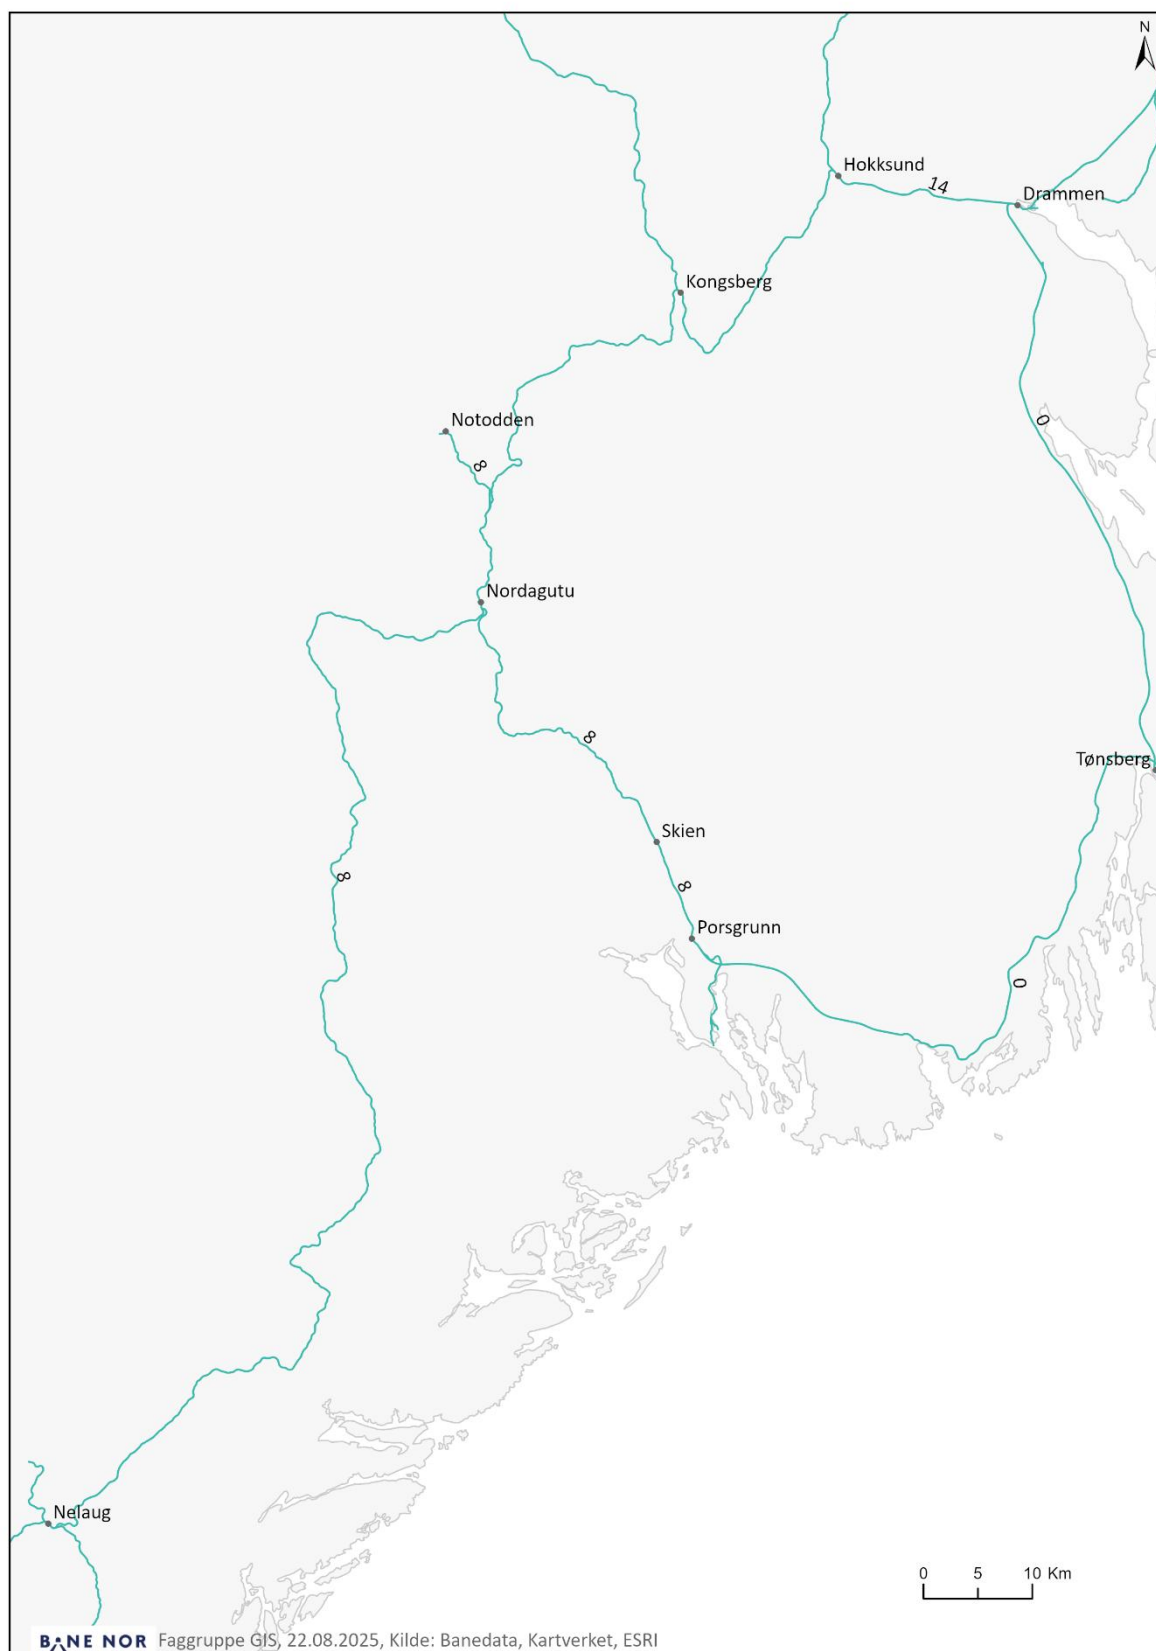 N
Hokksund
14
Drammen
Kongsberg
0
Notodden
8
Nordagutu
8
Tønsberg
Skien
8
8
Porsgrunn
0
Nelaug
0 5 10 Km
BANE NOR Faggruppe GIS, 22.08.2025, Kilde: Banedata, Kartverket, ESRI